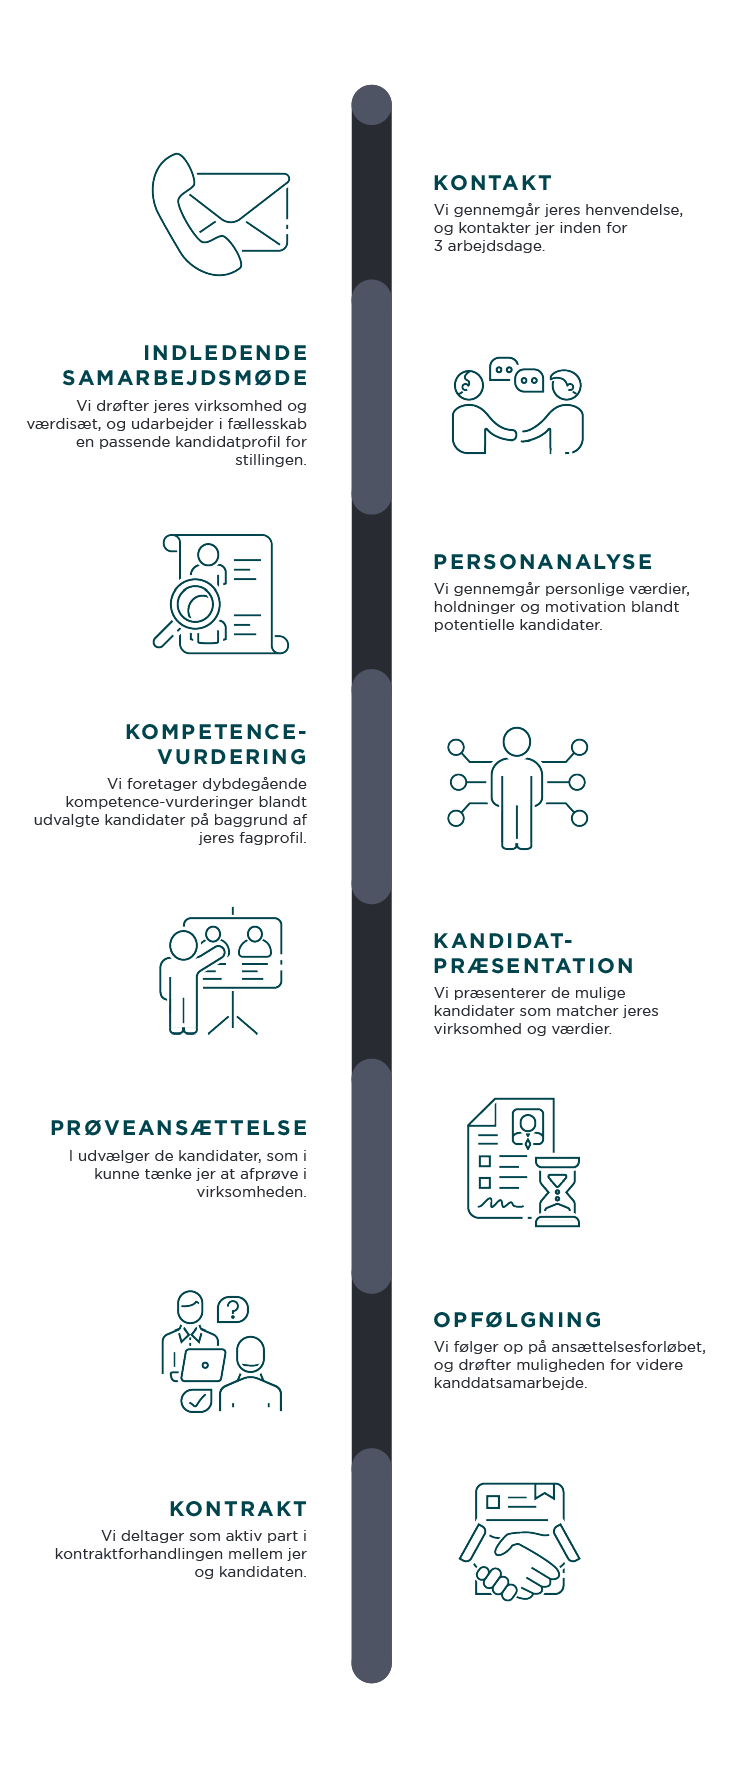 KONTAKT
Vi gennemgår jeres henvendelse,
og kontakter jer inden for
3 arbejdsdage.
INDLEDENDE
SAMARBEJDSMØDE
Vi drøfter jeres virksomhed og
værdisæt, og udarbejder i fællesskab
en passende kandidatprofil for
stillingen.
PERSONANALYSE
Vi gennemgår personlige værdier,
holdninger og motivation blandt
potentielle kandidater.
KOMPETENCE-
VURDERING
Vi foretager dybdegående
kompetence-vurderinger blandt
udvalgte kandidater på baggrund af
jeres fagprofil.
KANDIDAT-
PRÆSENTATION
Vi præsenterer de mulige
kandidater som matcher jeres
virksomhed og værdier.
PRØVEANSÆTTELSE
I udvælger de kandidater, som i
kunne tænke jer at afprøve i
virksomheden.
OPFØLGNING
Vi følger op på ansættelsesforløbet,
og drøfter muligheden for videre
kanddatsamarbejde.
KONTRAKT
Vi deltager som aktiv part i
kontraktforhandlingen mellem jer
og kandidaten.